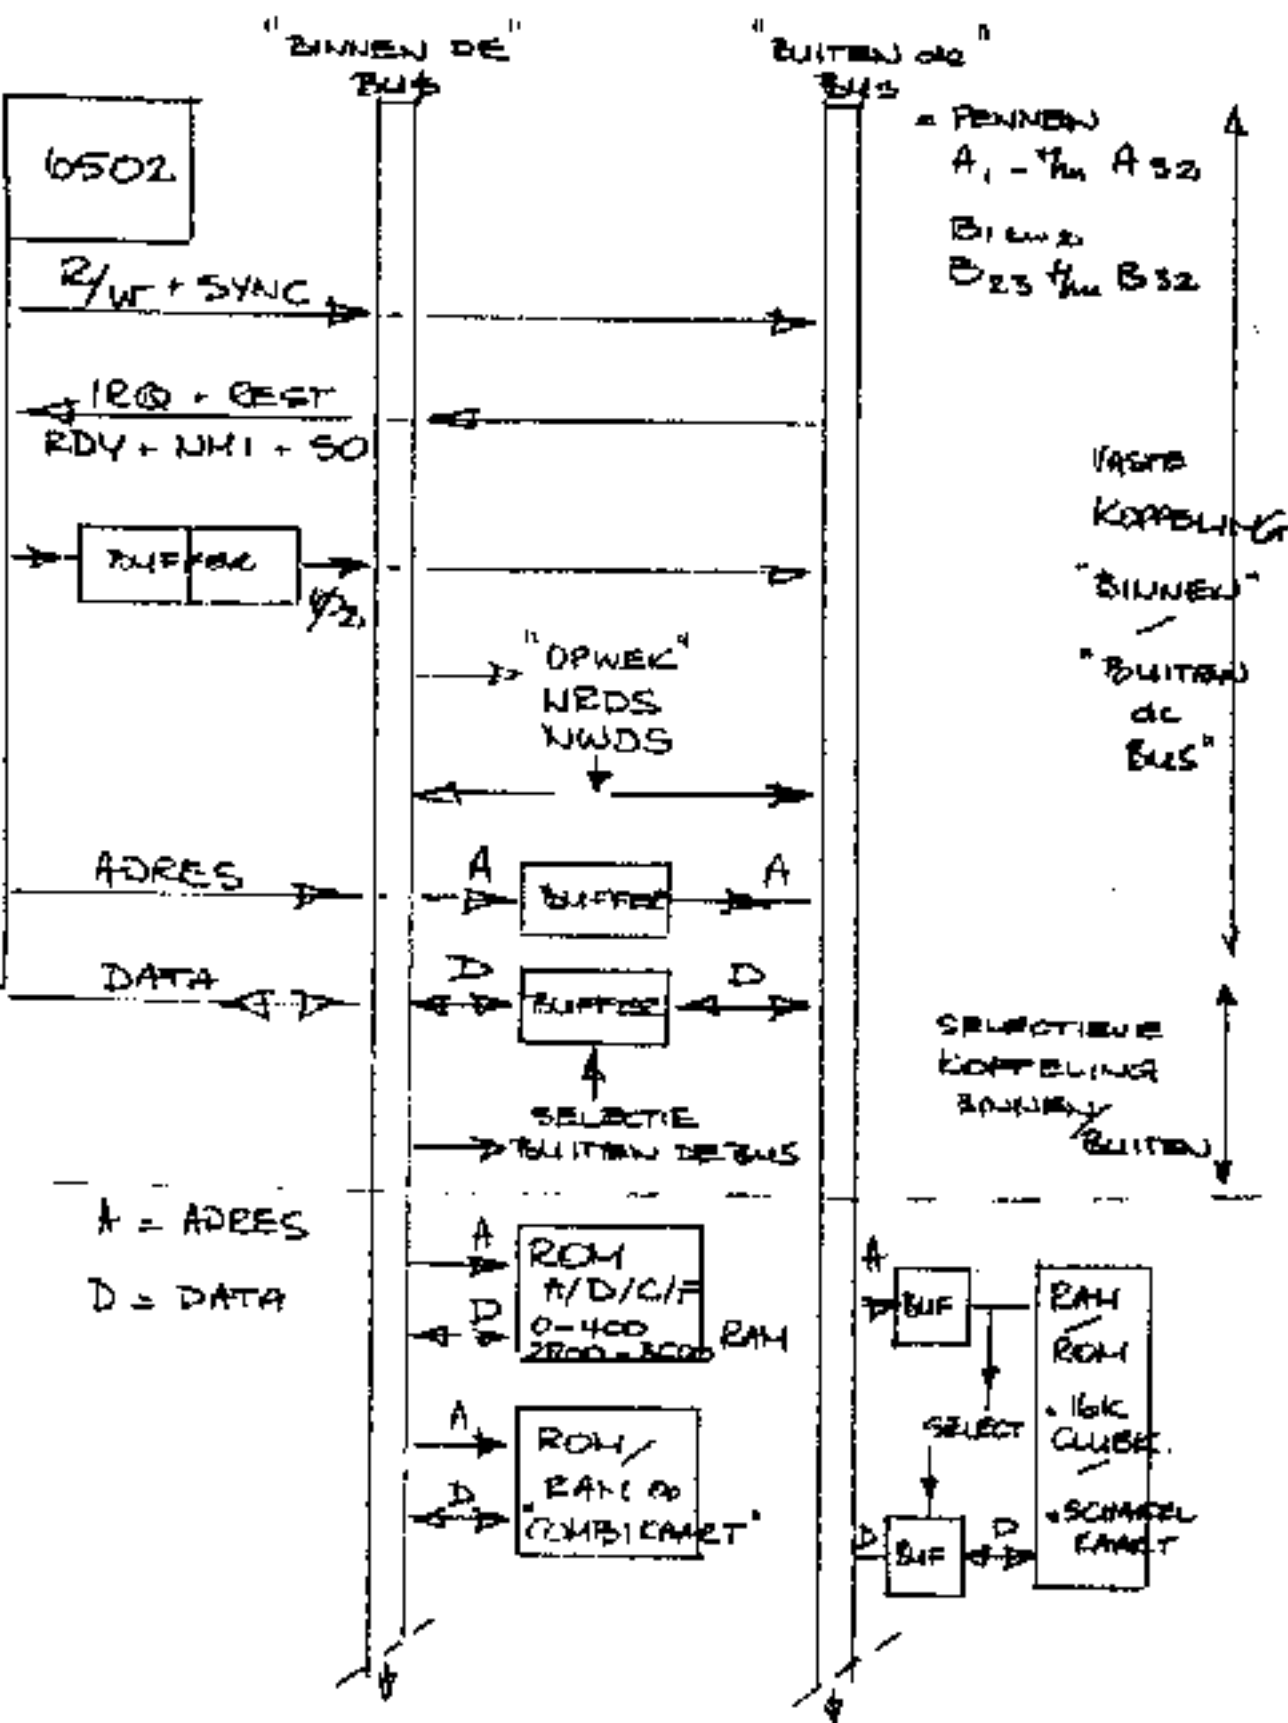 "BINNEN DE"
BUS
"BUITEN de"
BUS
= PENNEN
A1 - t/m A32
B1 en 2
B23 t/m B32
6502
R/W + SYNC
IRQ + REST
RDY + NMI + SO
BUFFER
φ2
VASTE
KOPPELING
"BINNEN"
/
"BUITEN
de
BUS"
"OPWEK"
NRDS
NWDS
ADRES
A
BUFFER
A
DATA
D
BUFFER
D
SELECTIE
BUITEN DE BUS
SELECTIEVE
KOPPELING
BINNEN/
BUITEN
A = ADRES
D = DATA
A
ROM
A/D/C/F
D
0-400
2800-3C00 RAM
A
ROM/
RAM OP
D
"COMBIKAART"
A
BUF
RAM
/
ROM
SELECT
16K
CLUBK.
/
SCHAKEL
KAART
D
BUF
D